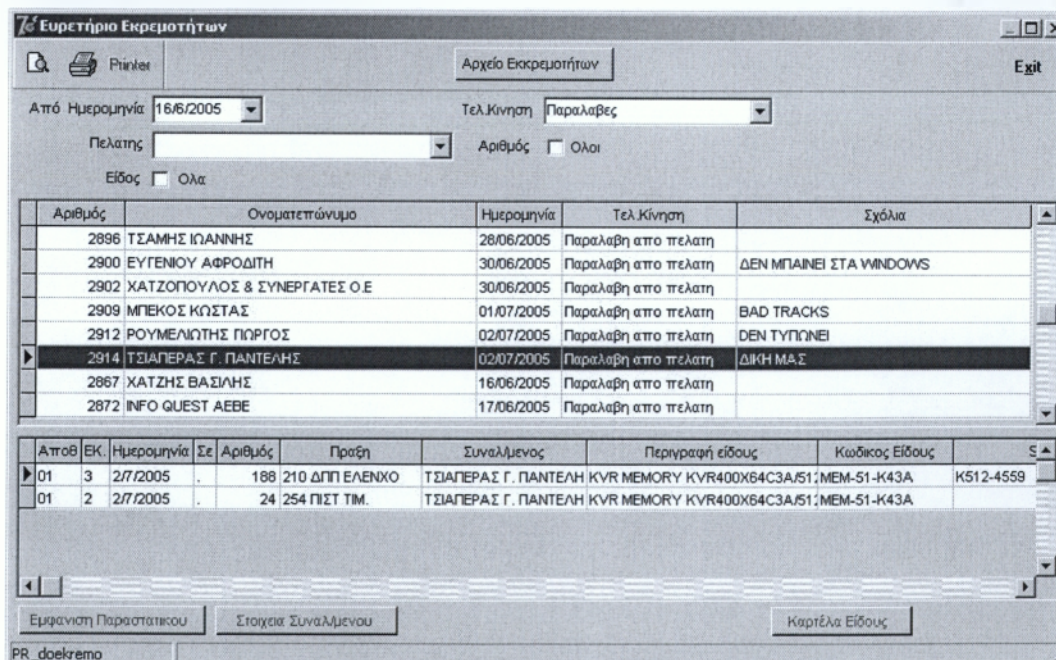 Ευρετήριο Εκρεμοτήτων
Printer Αρχείο Εκκρεμοτήτων Exit
Από Ημερομηνία 16/6/2005 Τελ.Κινηση Παραλαβες
Πελατης Αριθμός Ολοι
Είδος Ολα
Αριθμός Ονοματεπώνυμο Ημερομηνία Τελ.Κίνηση Σχόλια
2896 ΤΣΑΜΗΣ ΙΩΑΝΝΗΣ 28/06/2005 Παραλαβη απο πελατη
2900 ΕΥΓΕΝΙΟΥ ΑΦΡΟΔΙΤΗ 30/06/2005 Παραλαβη απο πελατη ΔΕΝ ΜΠΑΙΝΕΙ ΣΤΑ WINDOWS
2902 ΧΑΤΖΟΠΟΥΛΟΣ & ΣΥΝΕΡΓΑΤΕΣ Ο.Ε 30/06/2005 Παραλαβη απο πελατη
2909 ΜΠΕΚΟΣ ΚΩΣΤΑΣ 01/07/2005 Παραλαβη απο πελατη BAD TRACKS
2912 ΡΟΥΜΕΛΙΩΤΗΣ ΓΙΩΡΓΟΣ 02/07/2005 Παραλαβη απο πελατη DEN ΤΥΠΩΝΕΙ
2914 ΤΣΙΑΠΕΡΑΣ Γ. ΠΑΝΤΕΛΗΣ 02/07/2005 Παραλαβη απο πελατη ΔΙΚΗ ΜΑΣ
2867 ΧΑΤΖΗΣ ΒΑΣΙΛΗΣ 16/06/2005 Παραλαβη απο πελατη
2872 INFO QUEST AEBE 17/06/2005 Παραλαβη απο πελατη
Αποθ ΕΚ. Ημερομηνία Σε Αριθμός Πραξη Συναλ/μενος Περιγραφή είδους Κωδικος Είδους S
01 3 2/7/2005 . 188 210 ΔΠΠ ΕΛΕΝΧΟ ΤΣΙΑΠΕΡΑΣ Γ. ΠΑΝΤΕΛΗ KVR MEMORY KVR400X64C3A/512 MEM-51-K43A K512-4559
01 2 2/7/2005 . 24 254 ΠΙΣΤ ΤΙΜ. ΤΣΙΑΠΕΡΑΣ Γ. ΠΑΝΤΕΛΗ KVR MEMORY KVR400X64C3A/512 MEM-51-K43A
Εμφανιση Παραστατικου Στοιχεια Συναλ/μενου Καρτέλα Είδους
PR_doekremo